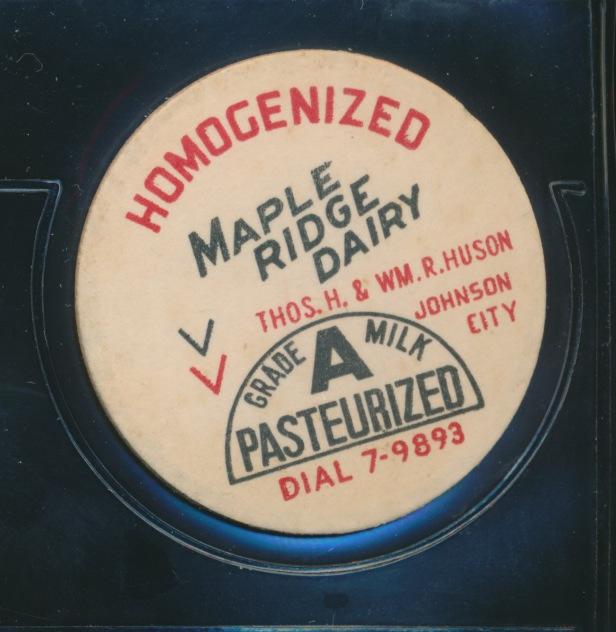 HOMOGENIZED
MAPLE
RIDGE
DAIRY
THOS. H. & WM. R. HUSON
JOHNSON
CITY
GRADE A MILK
PASTEURIZED
DIAL 7-9893